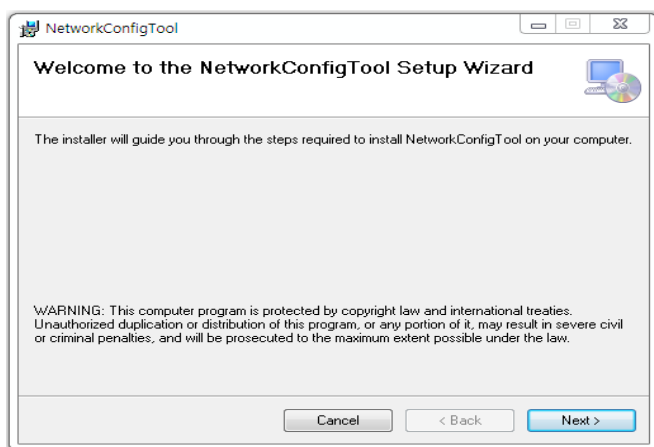 NetworkConfigTool
Welcome to the NetworkConfigTool Setup Wizard
The installer will guide you through the steps required to install NetworkConfigTool on your computer.
WARNING: This computer program is protected by copyright law and international treaties.
Unauthorized duplication or distribution of this program, or any portion of it, may result in severe civil
or criminal penalties, and will be prosecuted to the maximum extent possible under the law.
Cancel
< Back
Next >